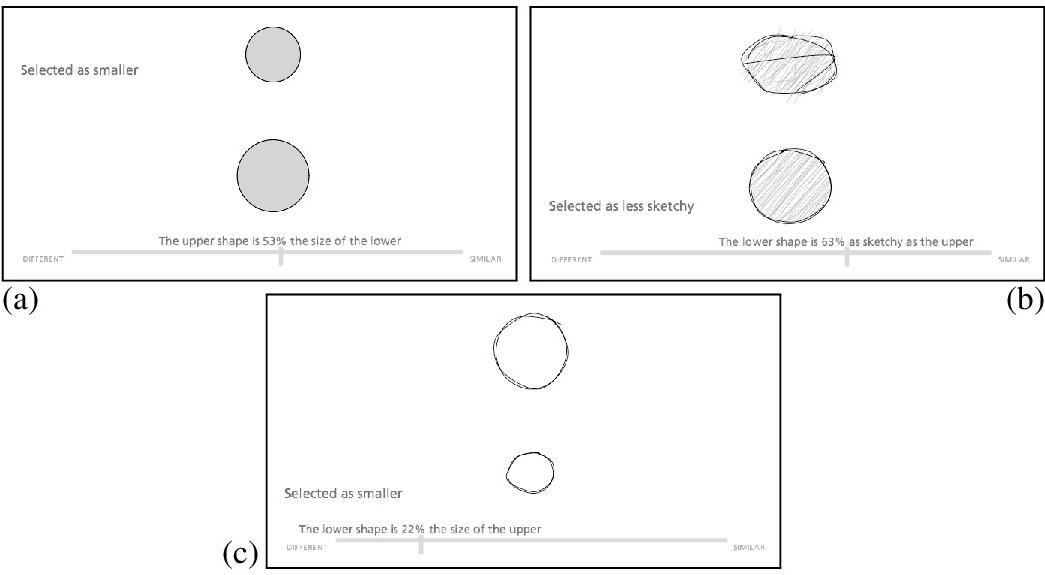 Selected as smaller
The upper shape is 53% the size of the lower
DIFFERENT
SIMILAR
(a)
Selected as less sketchy
The lower shape is 63% as sketchy as the upper
DIFFERENT
SIMILAR
(b)
Selected as smaller
The lower shape is 22% the size of the upper
DIFFERENT
SIMILAR
(c)